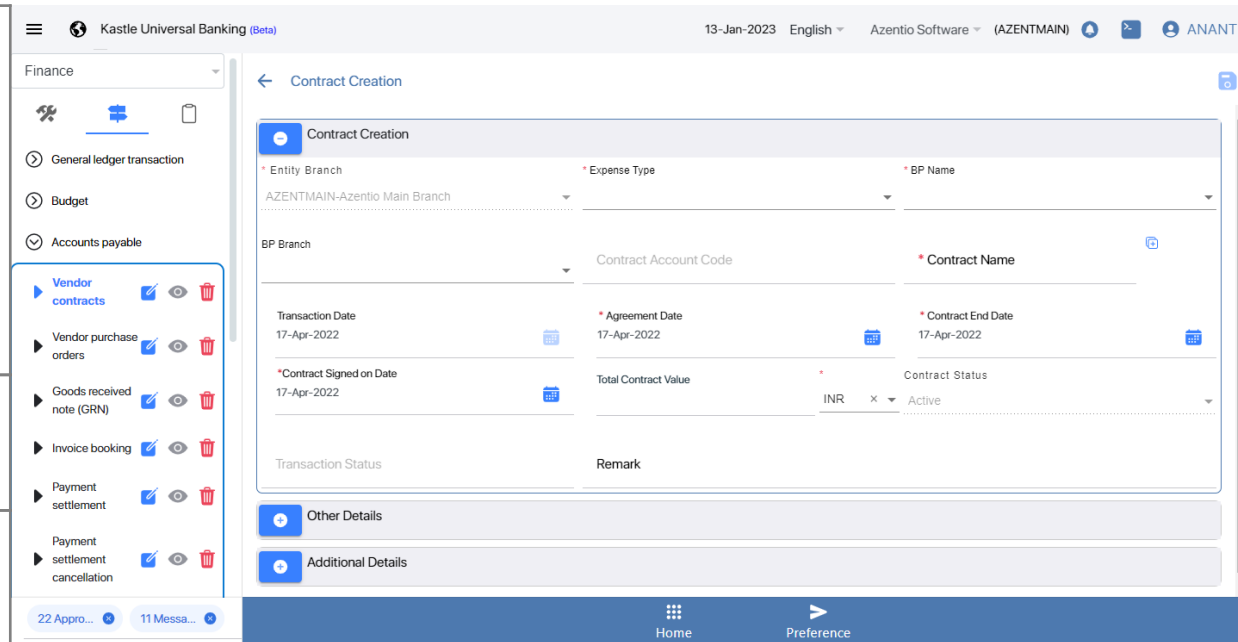 Kastle Universal Banking (Beta)
13-Jan-2023 English Azentio Software (AZENTMAIN) ANANT
Finance
Contract Creation
General ledger transaction
Budget
Accounts payable
Vendor
contracts
Vendor purchase
orders
Goods received
note (GRN)
Invoice booking
Payment
settlement
Payment
settlement
cancellation
22 Appro...
11 Messa...
Contract Creation
* Entity Branch
AZENTMAIN-Azentio Main Branch
* Expense Type
* BP Name
BP Branch
Contract Account Code
* Contract Name
Transaction Date
17-Apr-2022
* Agreement Date
17-Apr-2022
* Contract End Date
17-Apr-2022
*Contract Signed on Date
17-Apr-2022
Total Contract Value
*
INR ×
Contract Status
Active
Transaction Status
Remark
Other Details
Additional Details
Home
Preference